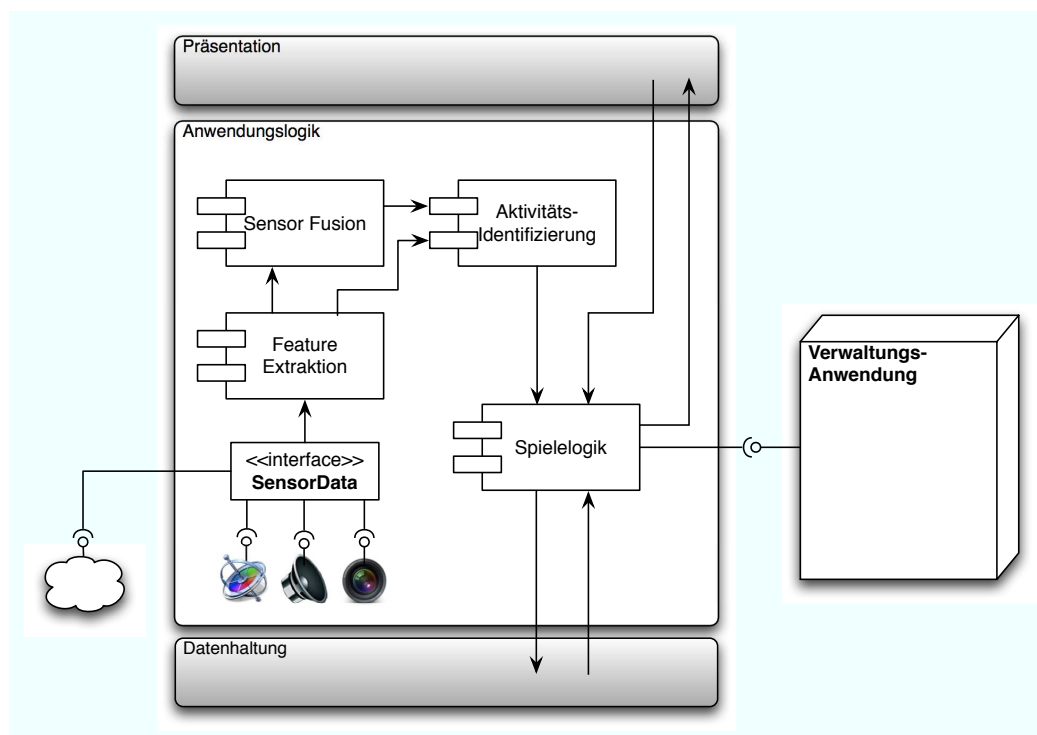 Präsentation
Anwendungslogik
Sensor Fusion
Aktivitäts-
Identifizierung
Feature
Extraktion
Verwaltungs-
Anwendung
Spielelogik
<<interface>>
SensorData
Datenhaltung